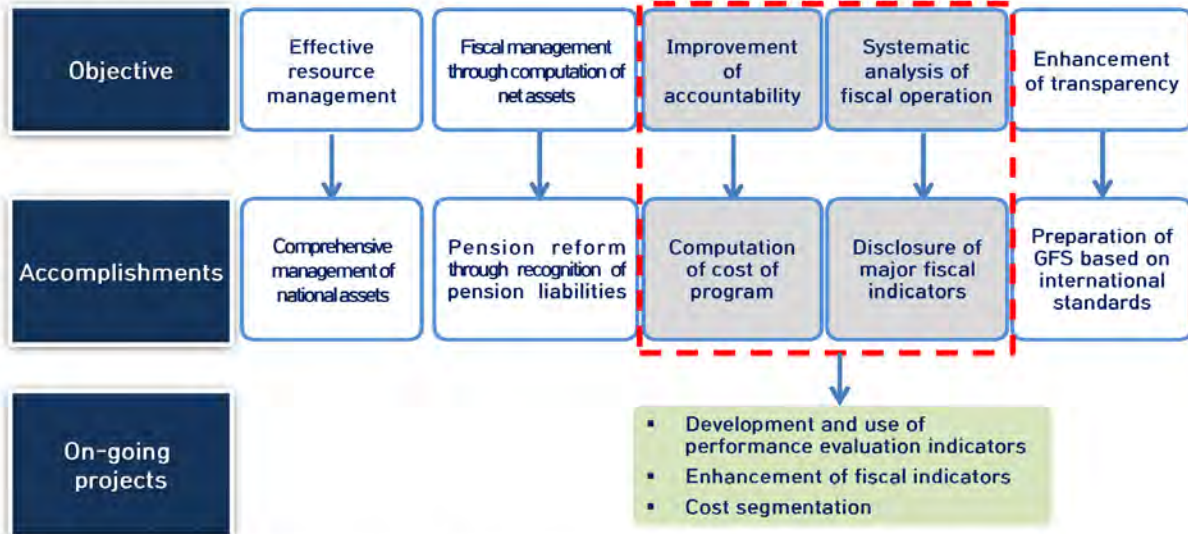 Objective
Effective
resource
management
Fiscal management
through computation of
net assets
Improvement
of
accountability
Systematic
analysis of
fiscal operation
Enhancement
of transparency
Accomplishments
Comprehensive
management of
national assets
Pension reform
through recognition of
pension liabilities
Computation
of cost of
program
Disclosure of
major fiscal
indicators
Preparation of
GFS based on
international
standards
On-going
projects
▪ Development and use of
performance evaluation indicators
▪ Enhancement of fiscal indicators
▪ Cost segmentation